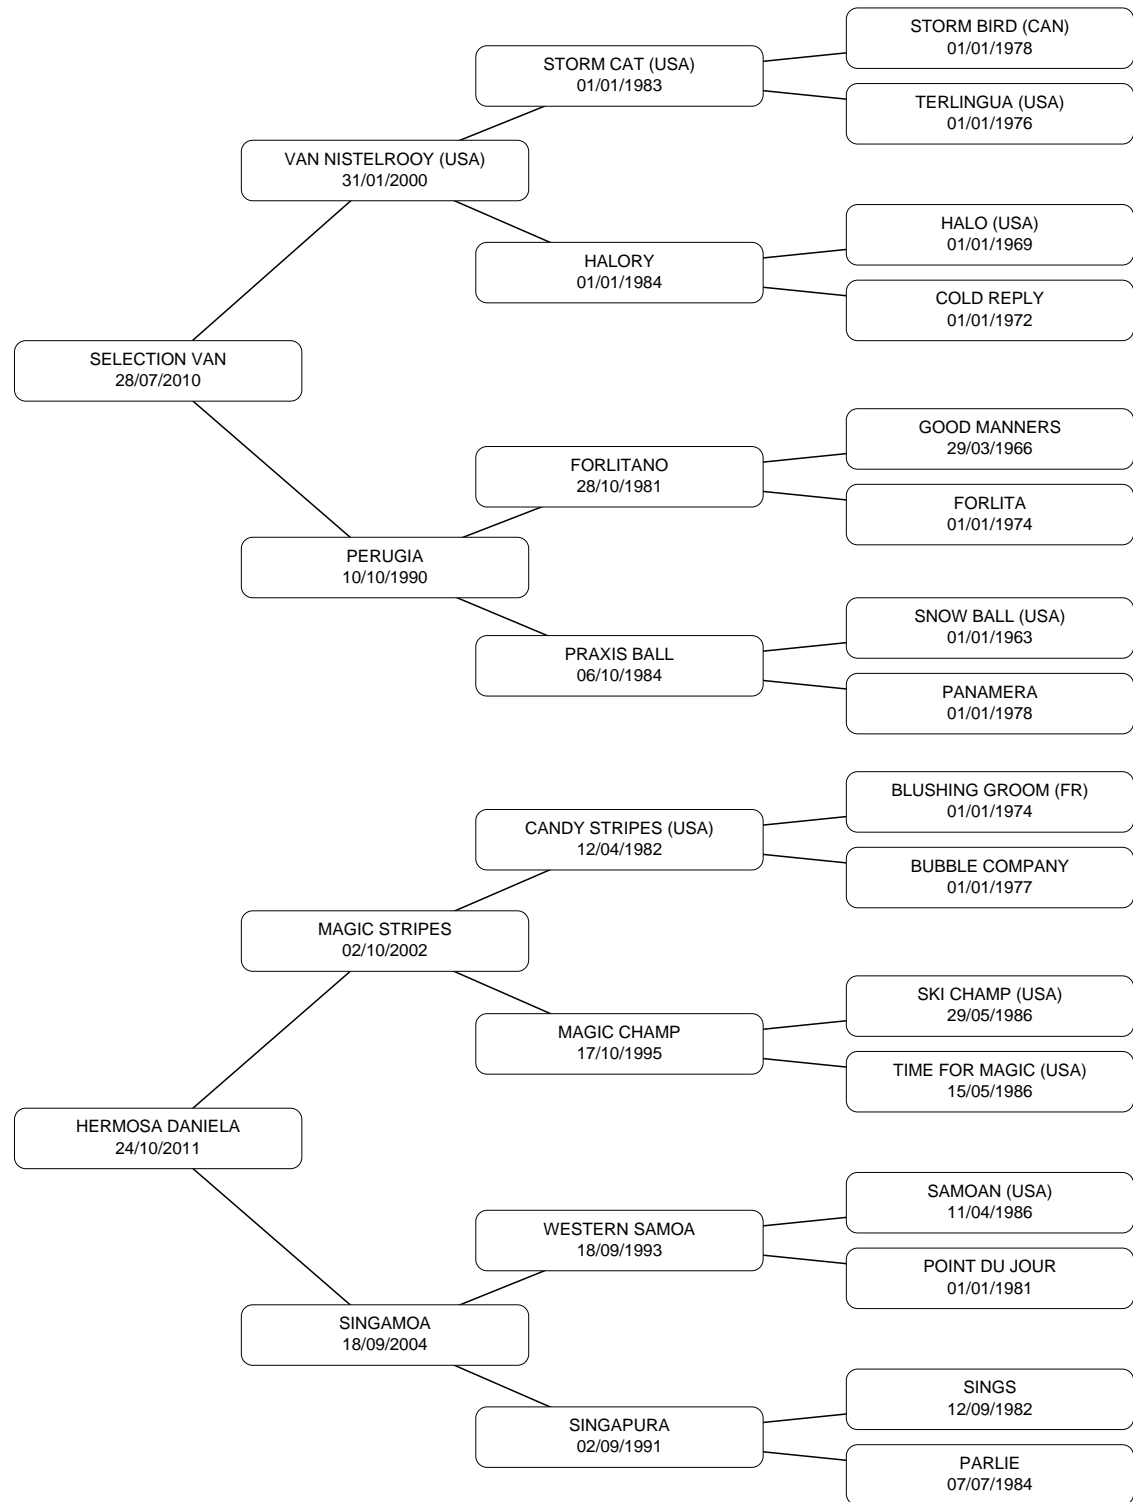 STORM BIRD (CAN)
01/01/1978
STORM CAT (USA)
01/01/1983
TERLINGUA (USA)
01/01/1976
VAN NISTELROOY (USA)
31/01/2000
HALO (USA)
01/01/1969
HALORY
01/01/1984
COLD REPLY
01/01/1972
SELECTION VAN
28/07/2010
GOOD MANNERS
29/03/1966
FORLITANO
28/10/1981
FORLITA
01/01/1974
PERUGIA
10/10/1990
SNOW BALL (USA)
01/01/1963
PRAXIS BALL
06/10/1984
PANAMERA
01/01/1978
BLUSHING GROOM (FR)
01/01/1974
CANDY STRIPES (USA)
12/04/1982
BUBBLE COMPANY
01/01/1977
MAGIC STRIPES
02/10/2002
SKI CHAMP (USA)
29/05/1986
MAGIC CHAMP
17/10/1995
TIME FOR MAGIC (USA)
15/05/1986
HERMOSA DANIELA
24/10/2011
SAMOAN (USA)
11/04/1986
WESTERN SAMOA
18/09/1993
POINT DU JOUR
01/01/1981
SINGAMOA
18/09/2004
SINGS
12/09/1982
SINGAPURA
02/09/1991
PARLIE
07/07/1984